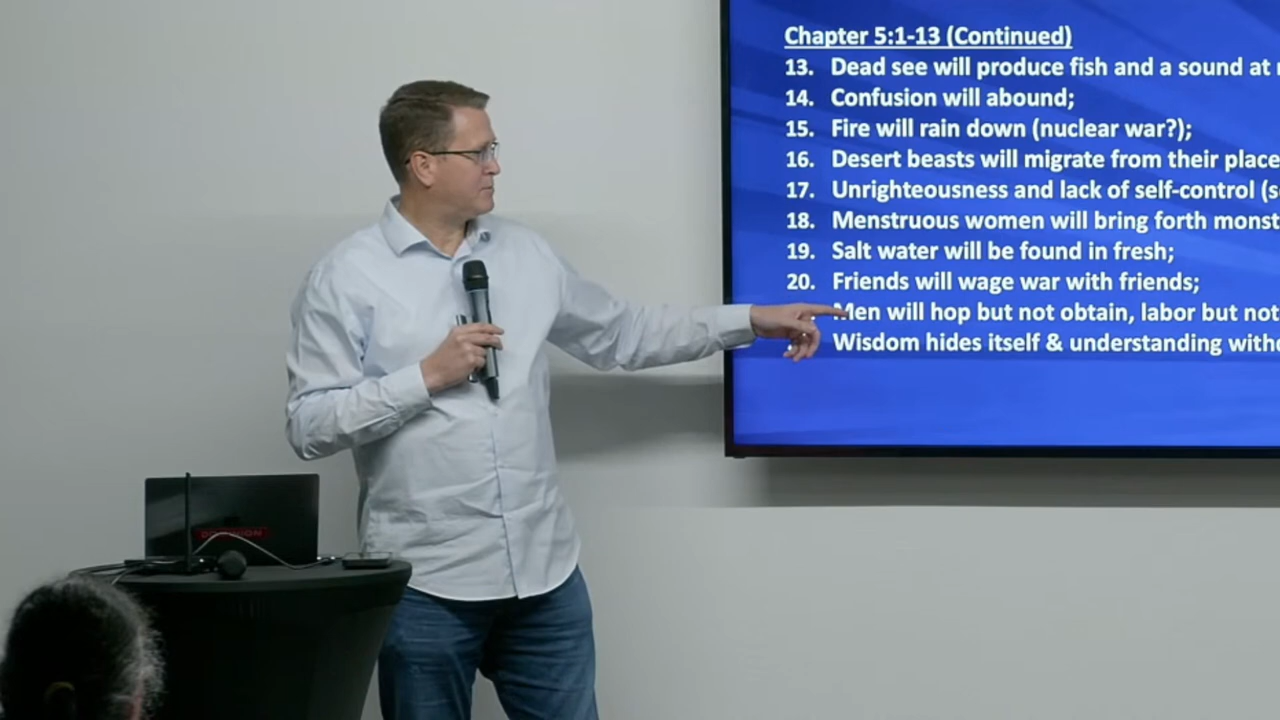 Chapter 5:1-13 (Continued)
13. Dead see will produce fish and a sound at
14. Confusion will abound;
15. Fire will rain down (nuclear war?);
16. Desert beasts will migrate from their place
17. Unrighteousness and lack of self-control (s
18. Menstruous women will bring forth monst
19. Salt water will be found in fresh;
20. Friends will wage war with friends;
Men will hop but not obtain, labor but not
Wisdom hides itself & understanding withd